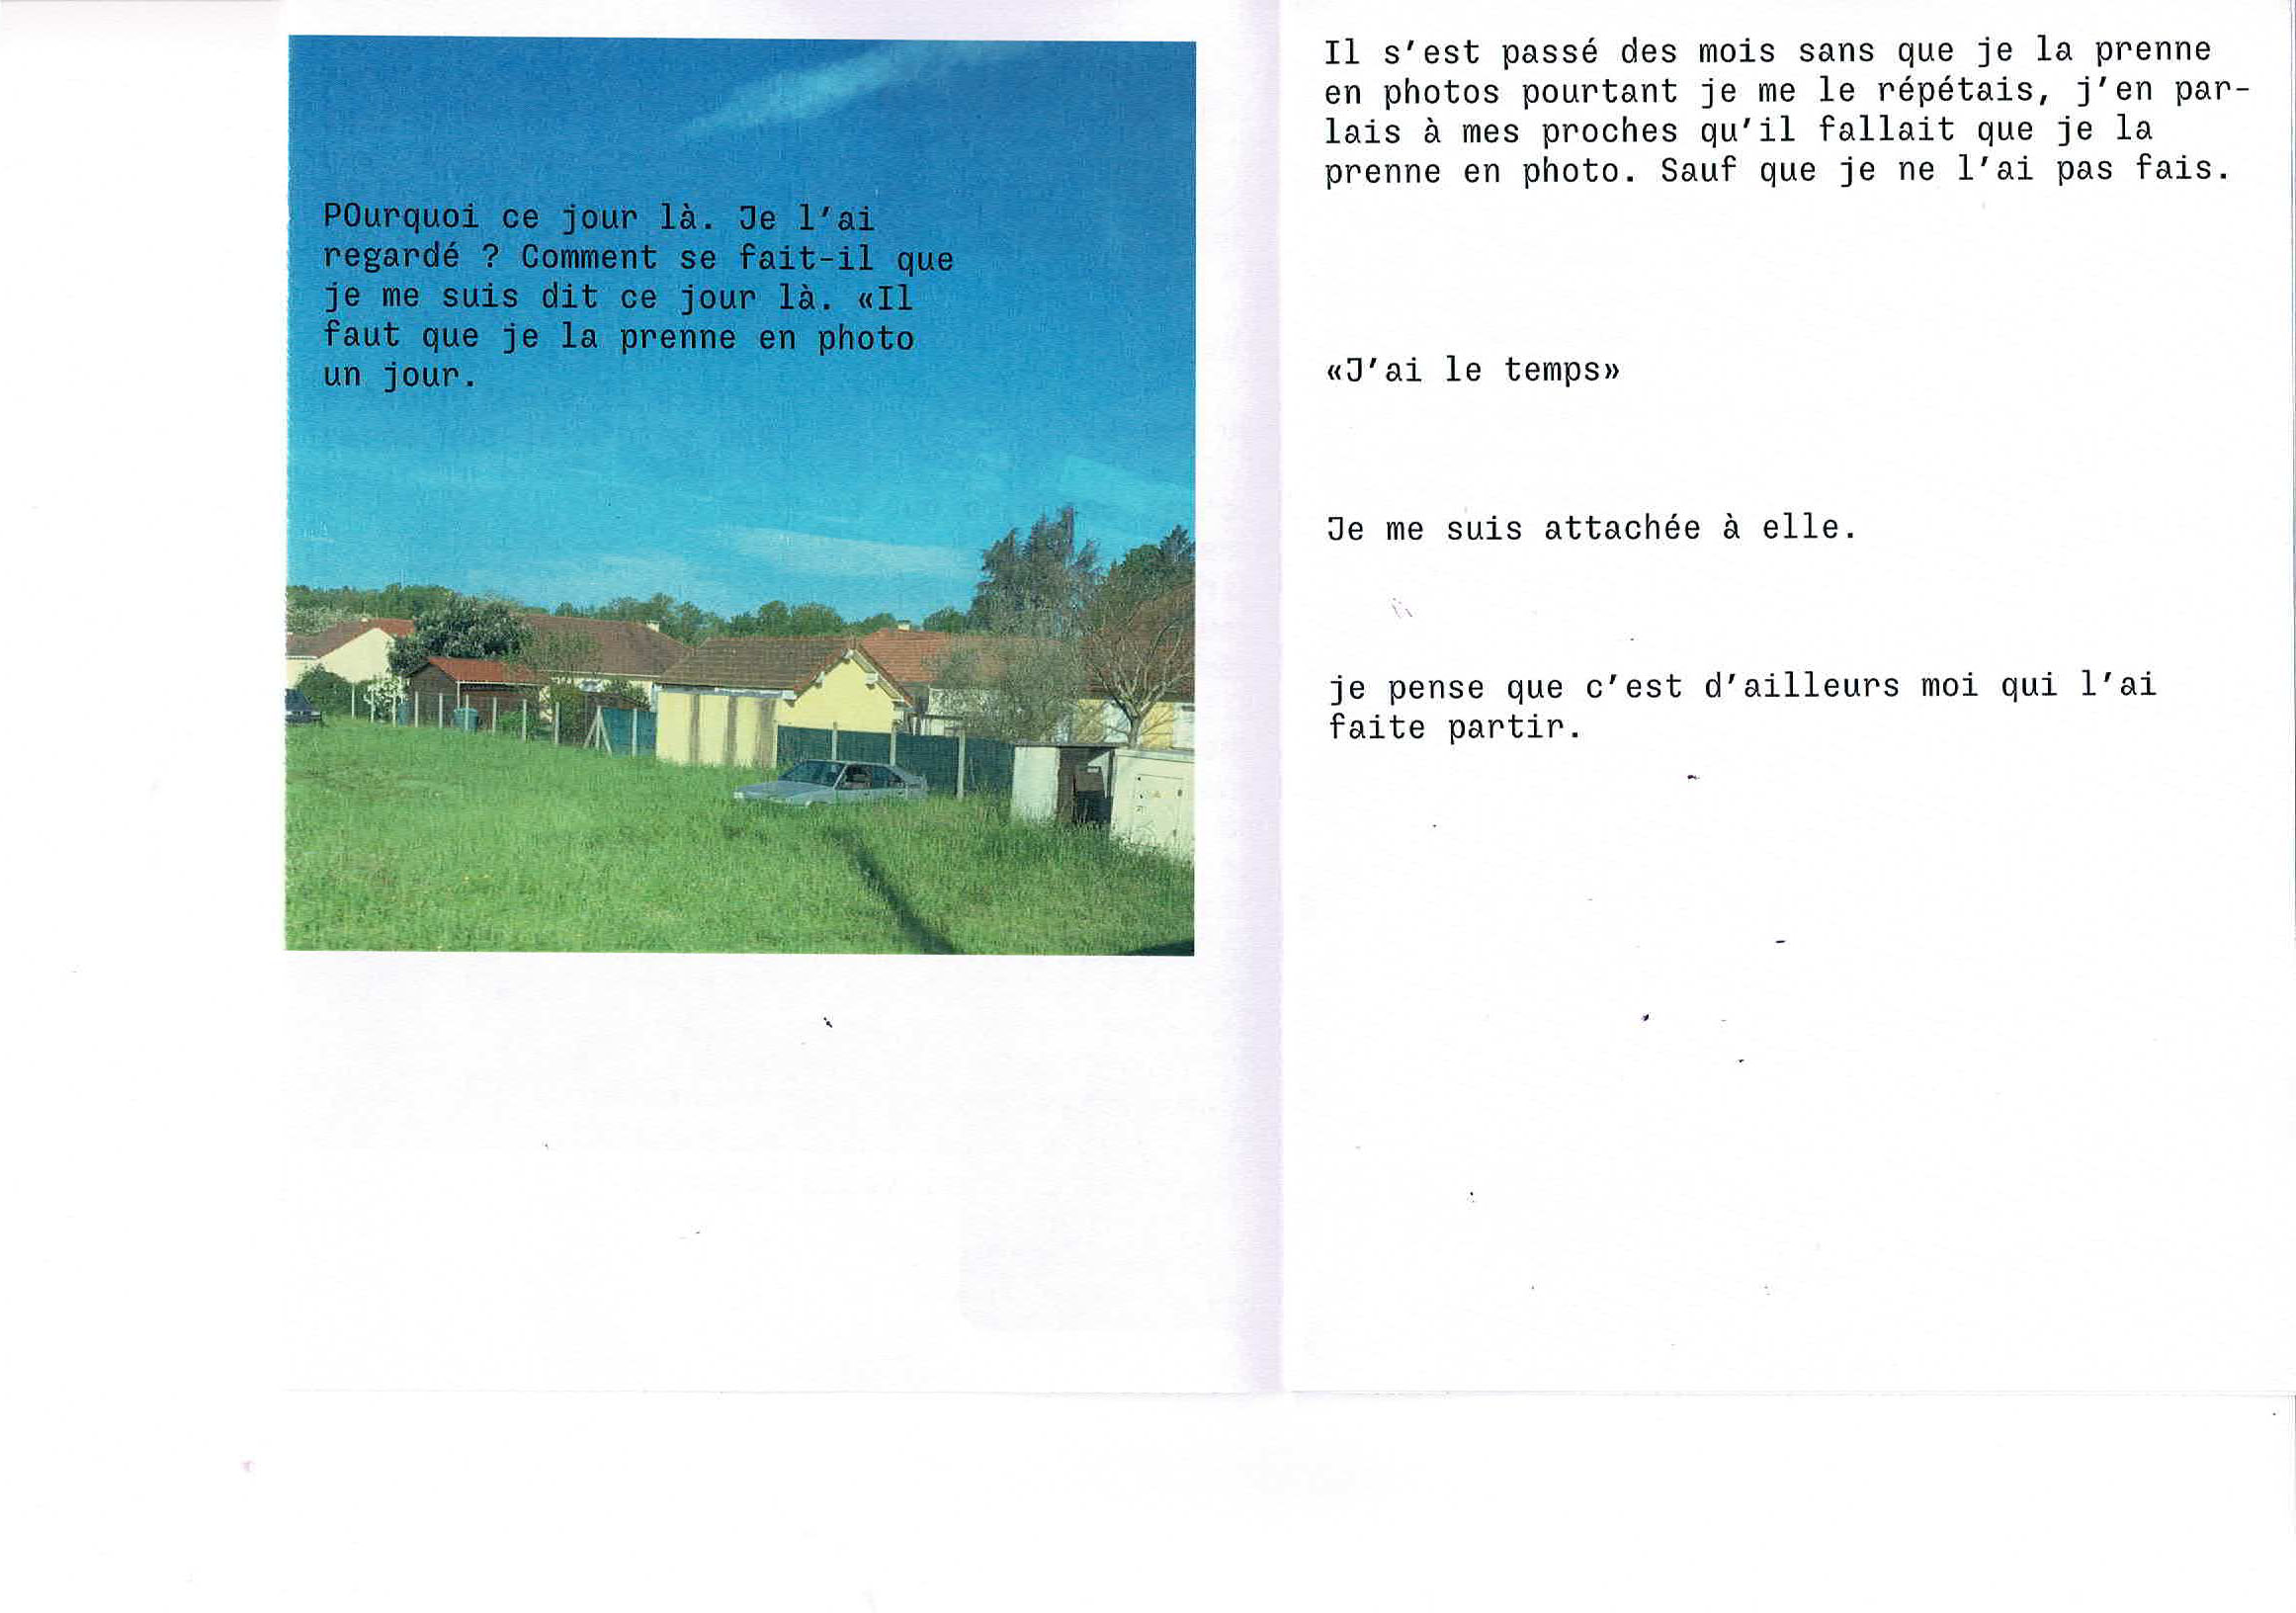 POurquoi ce jour là. Je l'ai
regardé ? Comment se fait-il que
je me suis dit ce jour là. «Il
faut que je la prenne en photo
un jour.
Il s'est passé des mois sans que je la prenne
en photos pourtant je me le répétais, j'en par-
lais à mes proches qu'il fallait que je la
prenne en photo. Sauf que je ne l'ai pas fais.
«J'ai le temps»
Je me suis attachée à elle.
je pense que c'est d'ailleurs moi qui l'ai
faite partir.